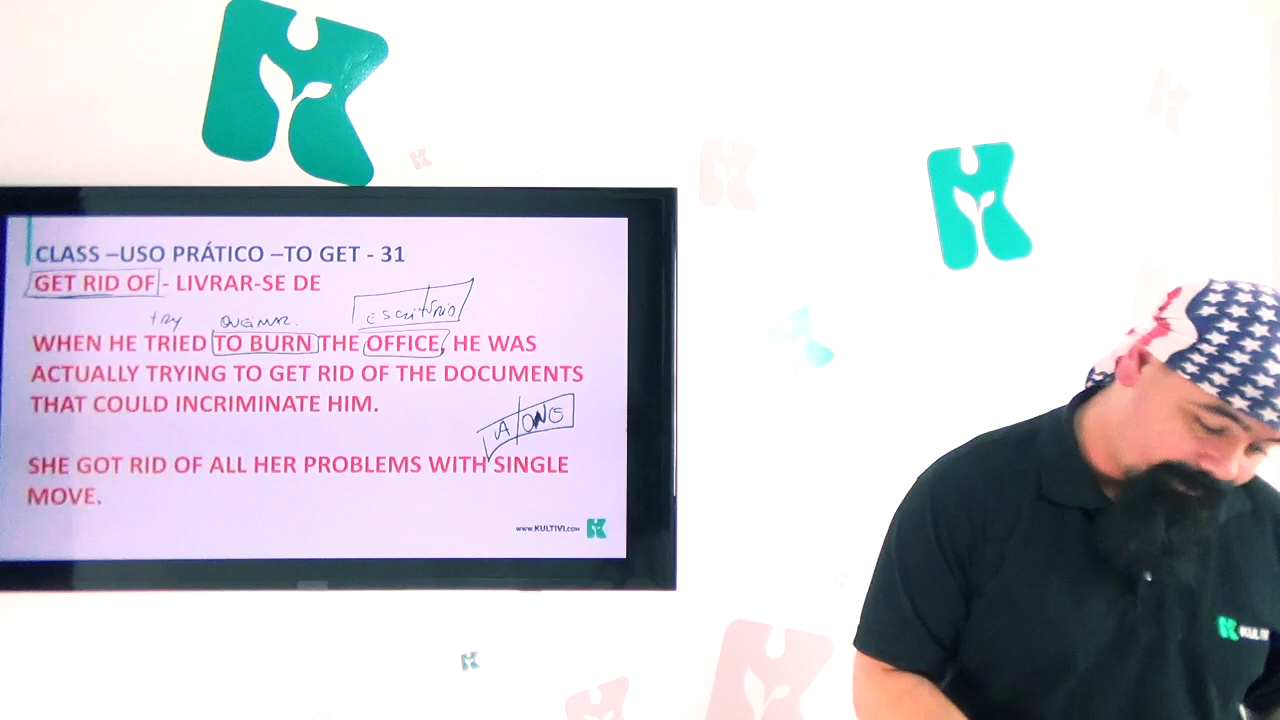 CLASS –USO PRÁTICO –TO GET - 31
GET RID OF - LIVRAR-SE DE
try QUEIMAR. ESCRITÓRIO
WHEN HE TRIED TO BURN THE OFFICE, HE WAS
ACTUALLY TRYING TO GET RID OF THE DOCUMENTS
THAT COULD INCRIMINATE HIM.
A/ONE
SHE GOT RID OF ALL HER PROBLEMS WITH SINGLE
MOVE.
WWW.KULTIVI.COM